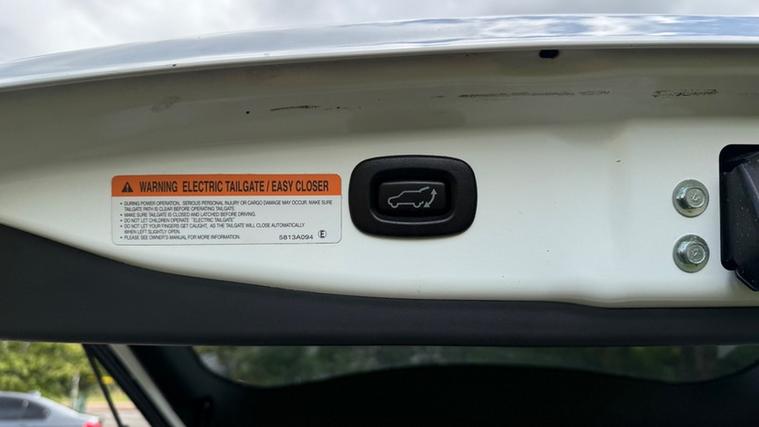 WARNING ELECTRIC TAILGATE / EASY CLOSER
• DURING POWER OPERATION, SERIOUS PERSONAL INJURY OR CARGO DAMAGE MAY OCCUR. MAKE SURE
TAILGATE PATH IS CLEAR BEFORE OPERATING TAILGATE.
• MAKE SURE TAILGATE IS CLOSED AND LATCHED BEFORE DRIVING.
• DO NOT LET CHILDREN OPERATE "ELECTRIC TAILGATE".
• DO NOT LET YOUR FINGERS GET CAUGHT, AS THE TAILGATE WILL CLOSE AUTOMATICALLY
WHEN LEFT SLIGHTLY OPEN.
• PLEASE SEE OWNER'S MANUAL FOR MORE INFORMATION. 5813A094 E